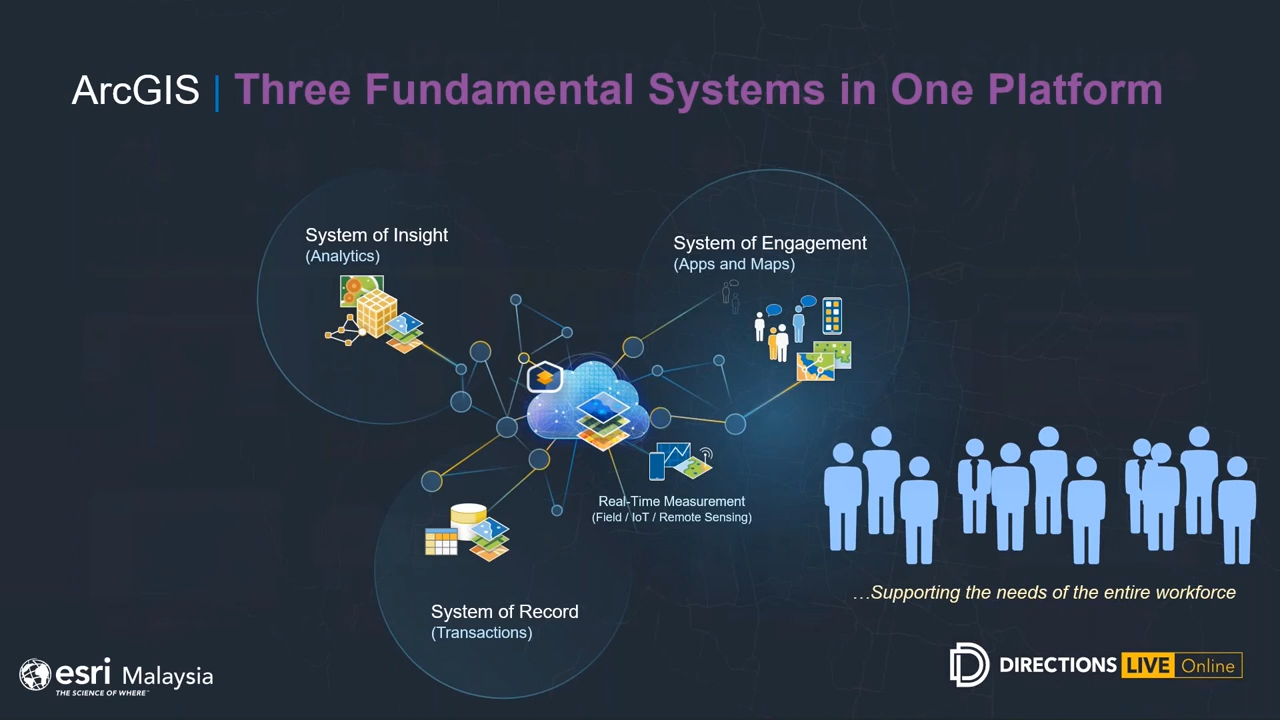 ArcGIS | Three Fundamental Systems in One Platform
System of Insight
(Analytics)
System of Engagement
(Apps and Maps)
Real-Time Measurement
(Field / IoT / Remote Sensing)
System of Record
(Transactions)
…Supporting the needs of the entire workforce
esri Malaysia
THE SCIENCE OF WHERE™
DIRECTIONS LIVE Online